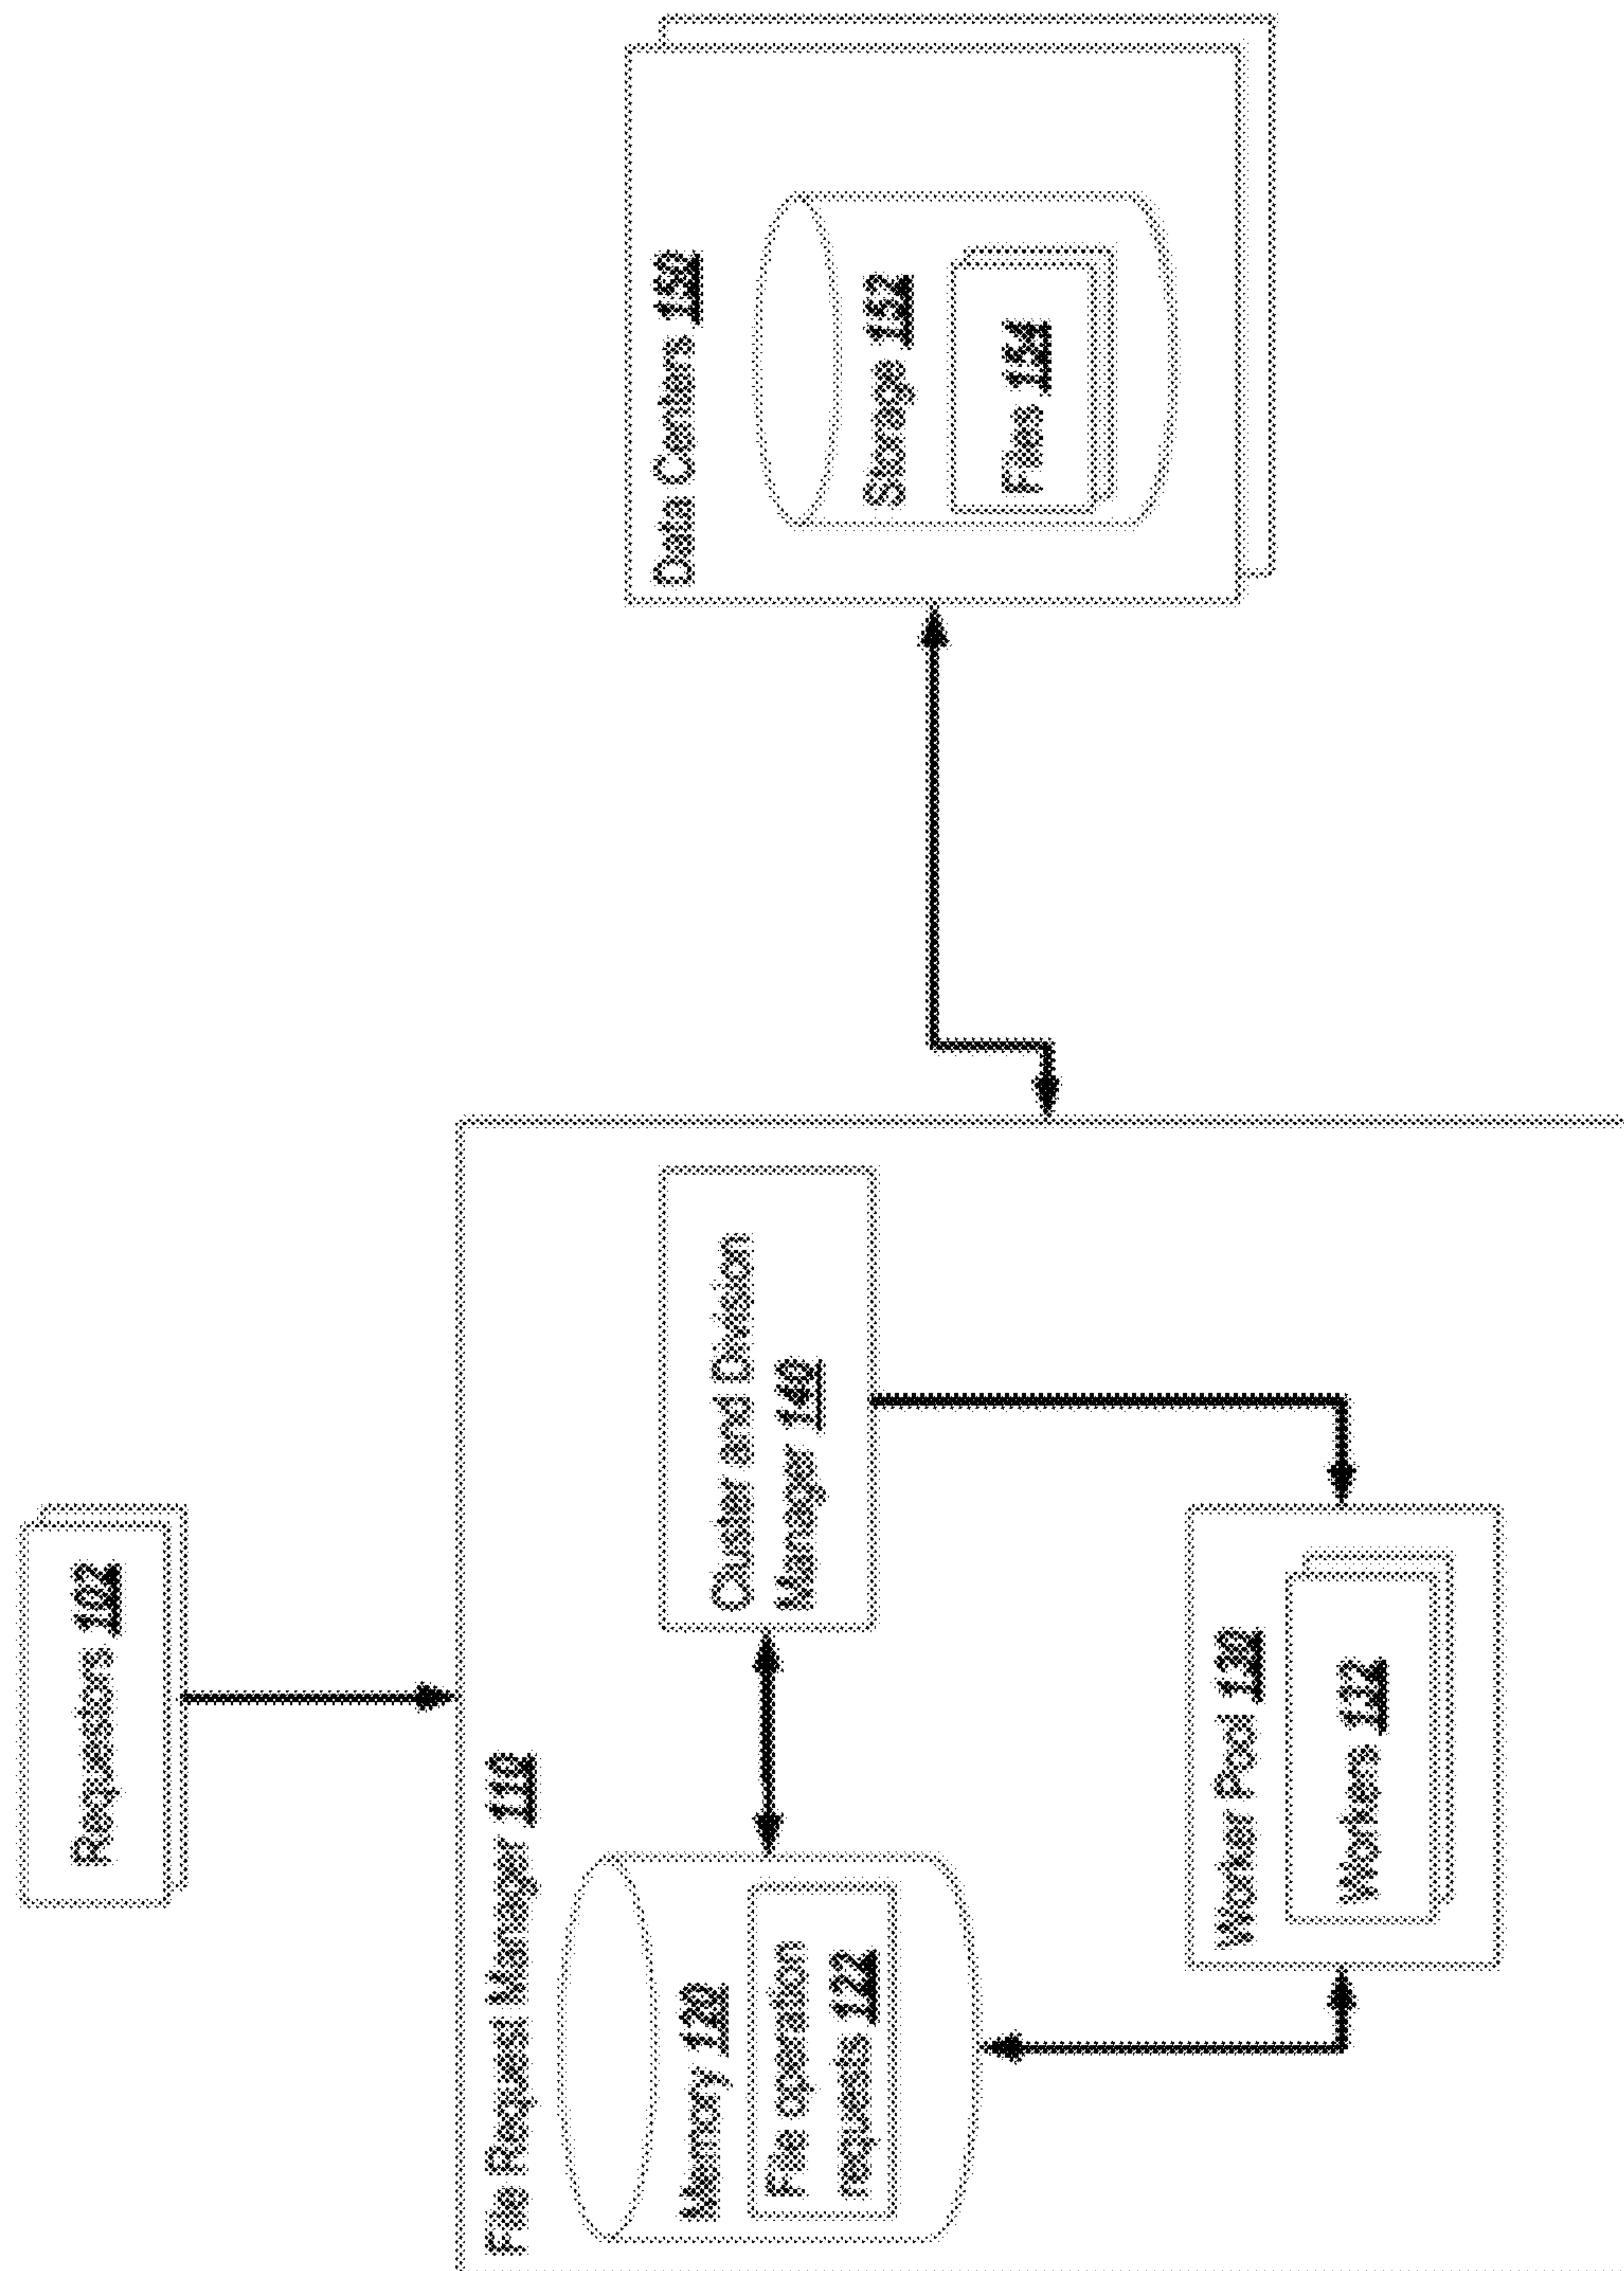 Requestions 102
File Request Manager 110
Memory 120
File operation
requests 122
Cluster and Division
Manager 140
Worker Pool 130
Workers 132
Data Centers 150
Storage 152
Files 154